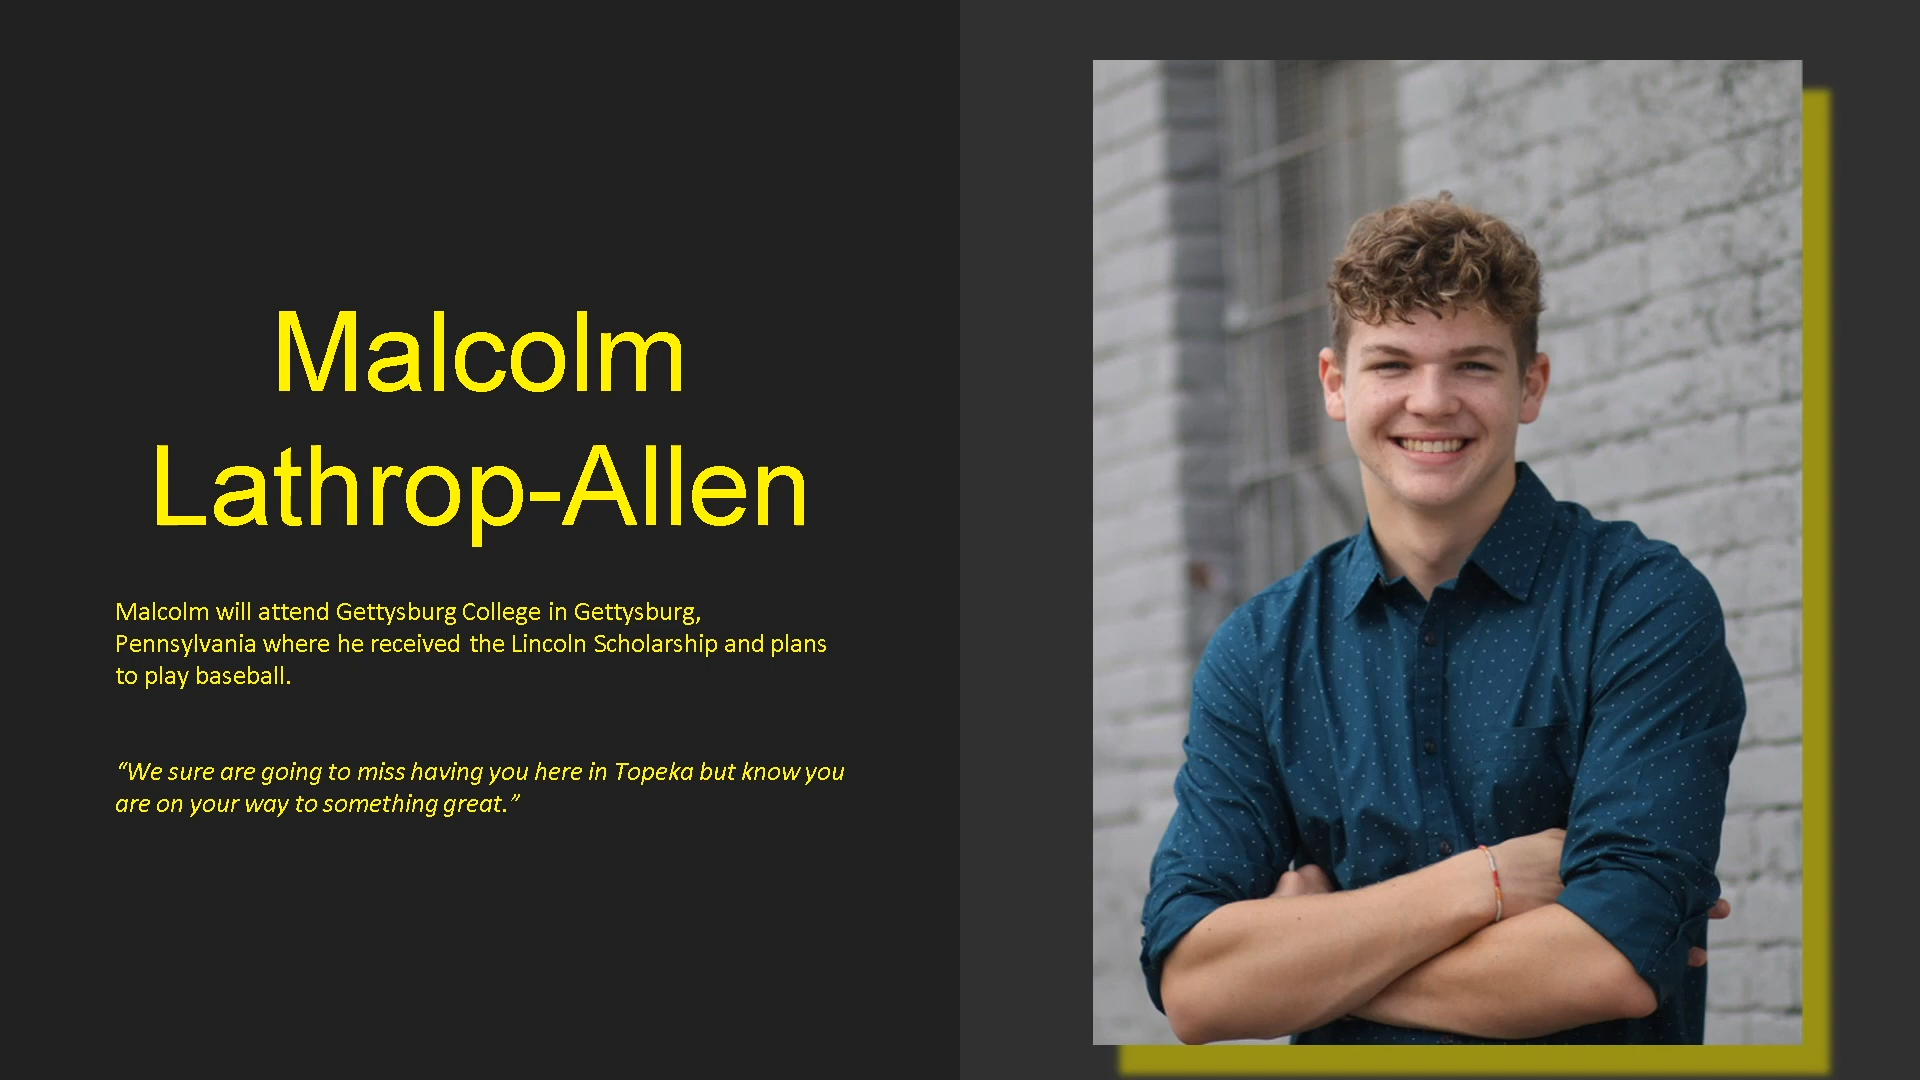 Malcolm
Lathrop-Allen
Malcolm will attend Gettysburg College in Gettysburg,
Pennsylvania where he received the Lincoln Scholarship and plans
to play baseball.
“We sure are going to miss having you here in Topeka but know you
are on your way to something great.”